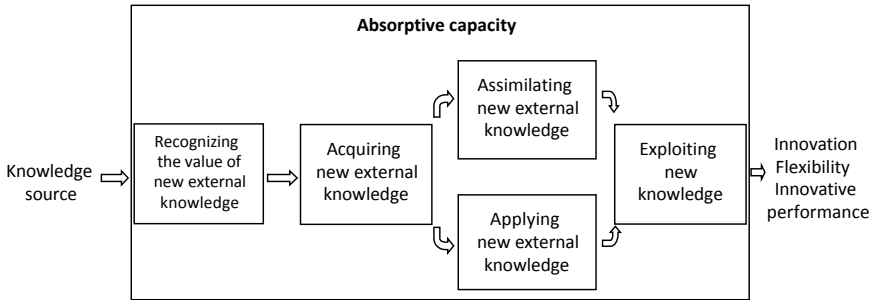 Absorptive capacity
Knowledge
source
Recognizing
the value of
new external
knowledge
Acquiring
new external
knowledge
Assimilating
new external
knowledge
Applying
new external
knowledge
Exploiting
new
knowledge
Innovation
Flexibility
Innovative
performance